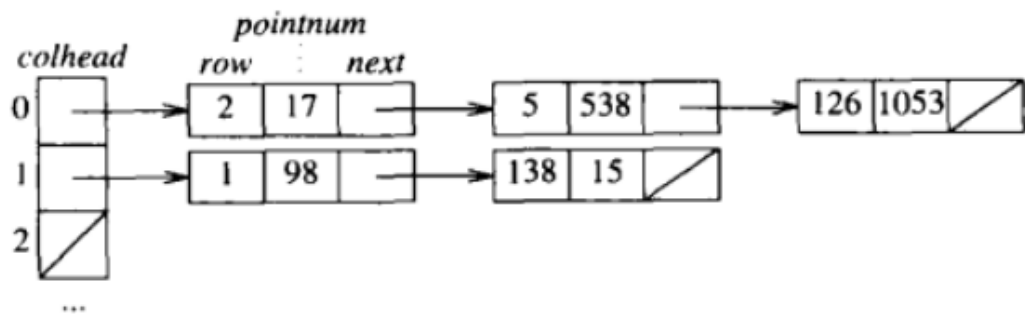 pointnum
colhead row next
0 2 17 5 538 126 1053
1 1 98 138 15
2
...